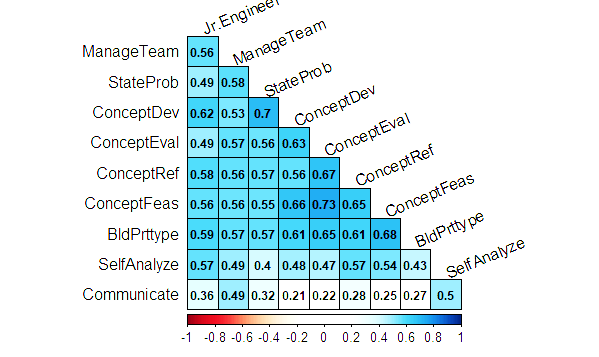 Jr.Engineer
ManageTeam 0.56 ManageTeam
StateProb 0.49 0.58 StateProb
ConceptDev 0.62 0.53 0.7 ConceptDev
ConceptEval 0.49 0.57 0.56 0.63 ConceptEval
ConceptRef 0.58 0.56 0.57 0.56 0.67 ConceptRef
ConceptFeas 0.56 0.56 0.55 0.66 0.73 0.65 ConceptFeas
BldPrttype 0.59 0.57 0.57 0.61 0.65 0.61 0.68 BldPrttype
SelfAnalyze 0.57 0.49 0.4 0.48 0.47 0.57 0.54 0.43 SelfAnalyze
Communicate 0.36 0.49 0.32 0.21 0.22 0.28 0.25 0.27 0.5
-1 -0.8 -0.6 -0.4 -0.2 0 0.2 0.4 0.6 0.8 1